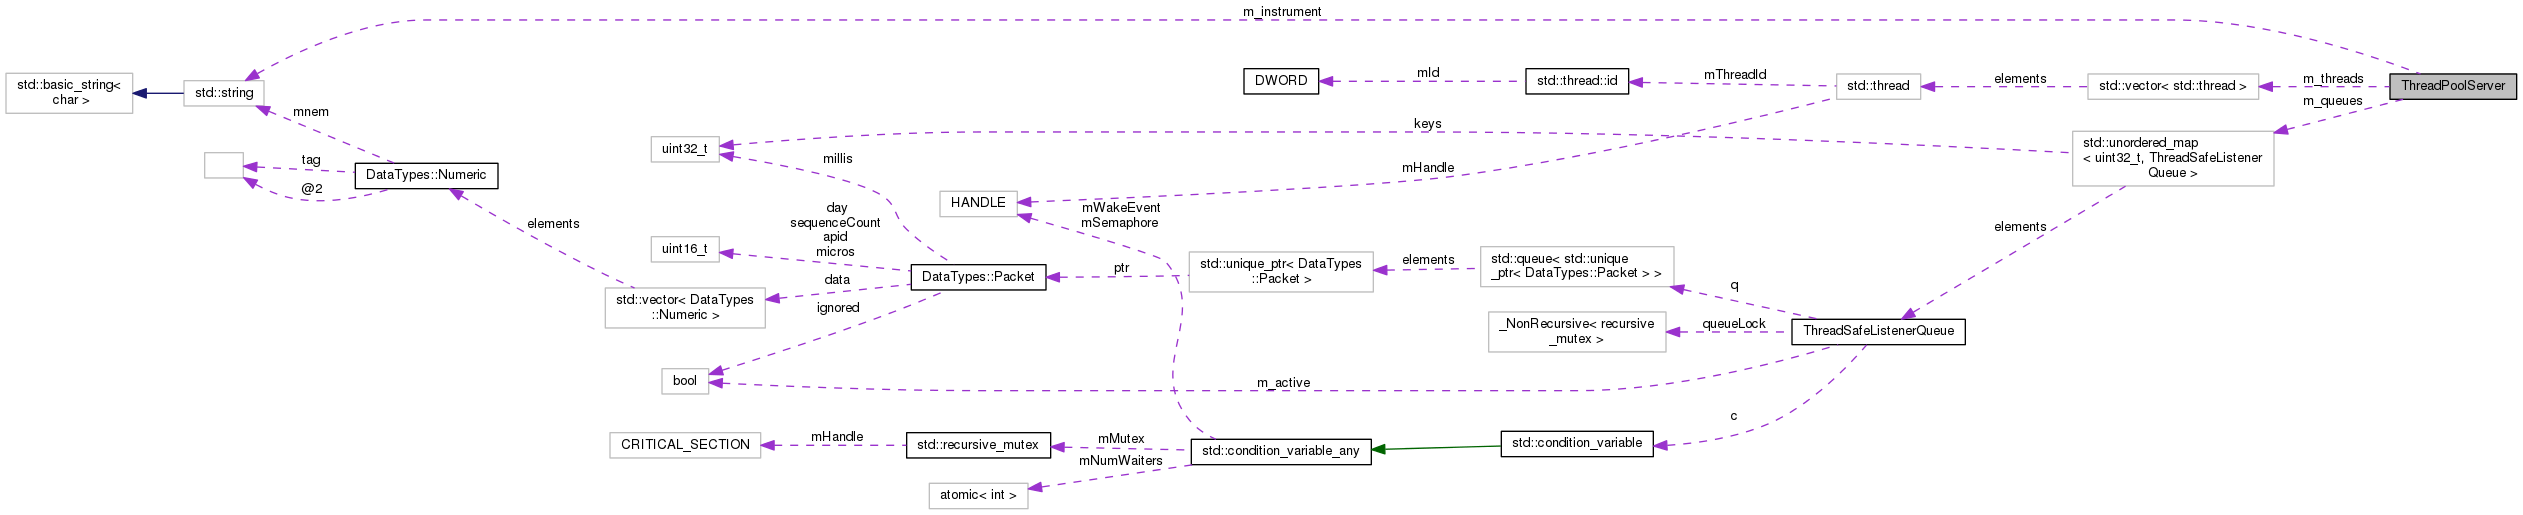 m_instrument
std::basic_string<
char >
std::string
DWORD
mId
std::thread::id
mThreadId
std::thread
elements
std::vector< std::thread >
m_threads
ThreadPoolServer
m_queues
mnem
keys
uint32_t
millis
tag
@2
DataTypes::Numeric
mHandle
std::unordered_map
< uint32_t, ThreadSafeListener
Queue >
HANDLE
mWakeEvent
mSemaphore
day
sequenceCount
apid
micros
elements
elements
uint16_t
DataTypes::Packet
ptr
std::unique_ptr< DataTypes
::Packet >
elements
std::queue< std::unique
_ptr< DataTypes::Packet > >
data
std::vector< DataTypes
::Numeric >
ignored
q
_NonRecursive< recursive
_mutex >
queueLock
ThreadSafeListenerQueue
bool
m_active
c
CRITICAL_SECTION
mHandle
std::recursive_mutex
mMutex
std::condition_variable_any
std::condition_variable
mNumWaiters
atomic< int >